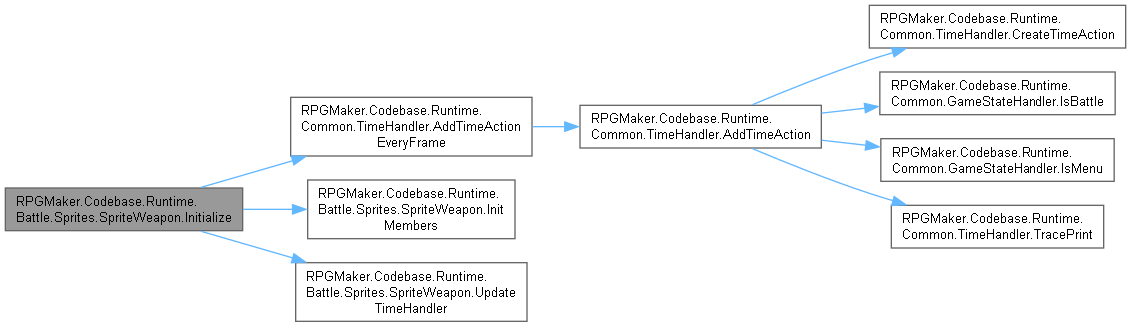 RPGMaker.Codebase.Runtime.
Battle.Sprites.SpriteWeapon.Initialize
RPGMaker.Codebase.Runtime.
Common.TimeHandler.AddTimeAction
EveryFrame
RPGMaker.Codebase.Runtime.
Battle.Sprites.SpriteWeapon.Init
Members
RPGMaker.Codebase.Runtime.
Battle.Sprites.SpriteWeapon.Update
TimeHandler
RPGMaker.Codebase.Runtime.
Common.TimeHandler.AddTimeAction
RPGMaker.Codebase.Runtime.
Common.TimeHandler.CreateTimeAction
RPGMaker.Codebase.Runtime.
Common.GameStateHandler.IsBattle
RPGMaker.Codebase.Runtime.
Common.GameStateHandler.IsMenu
RPGMaker.Codebase.Runtime.
Common.TimeHandler.TracePrint